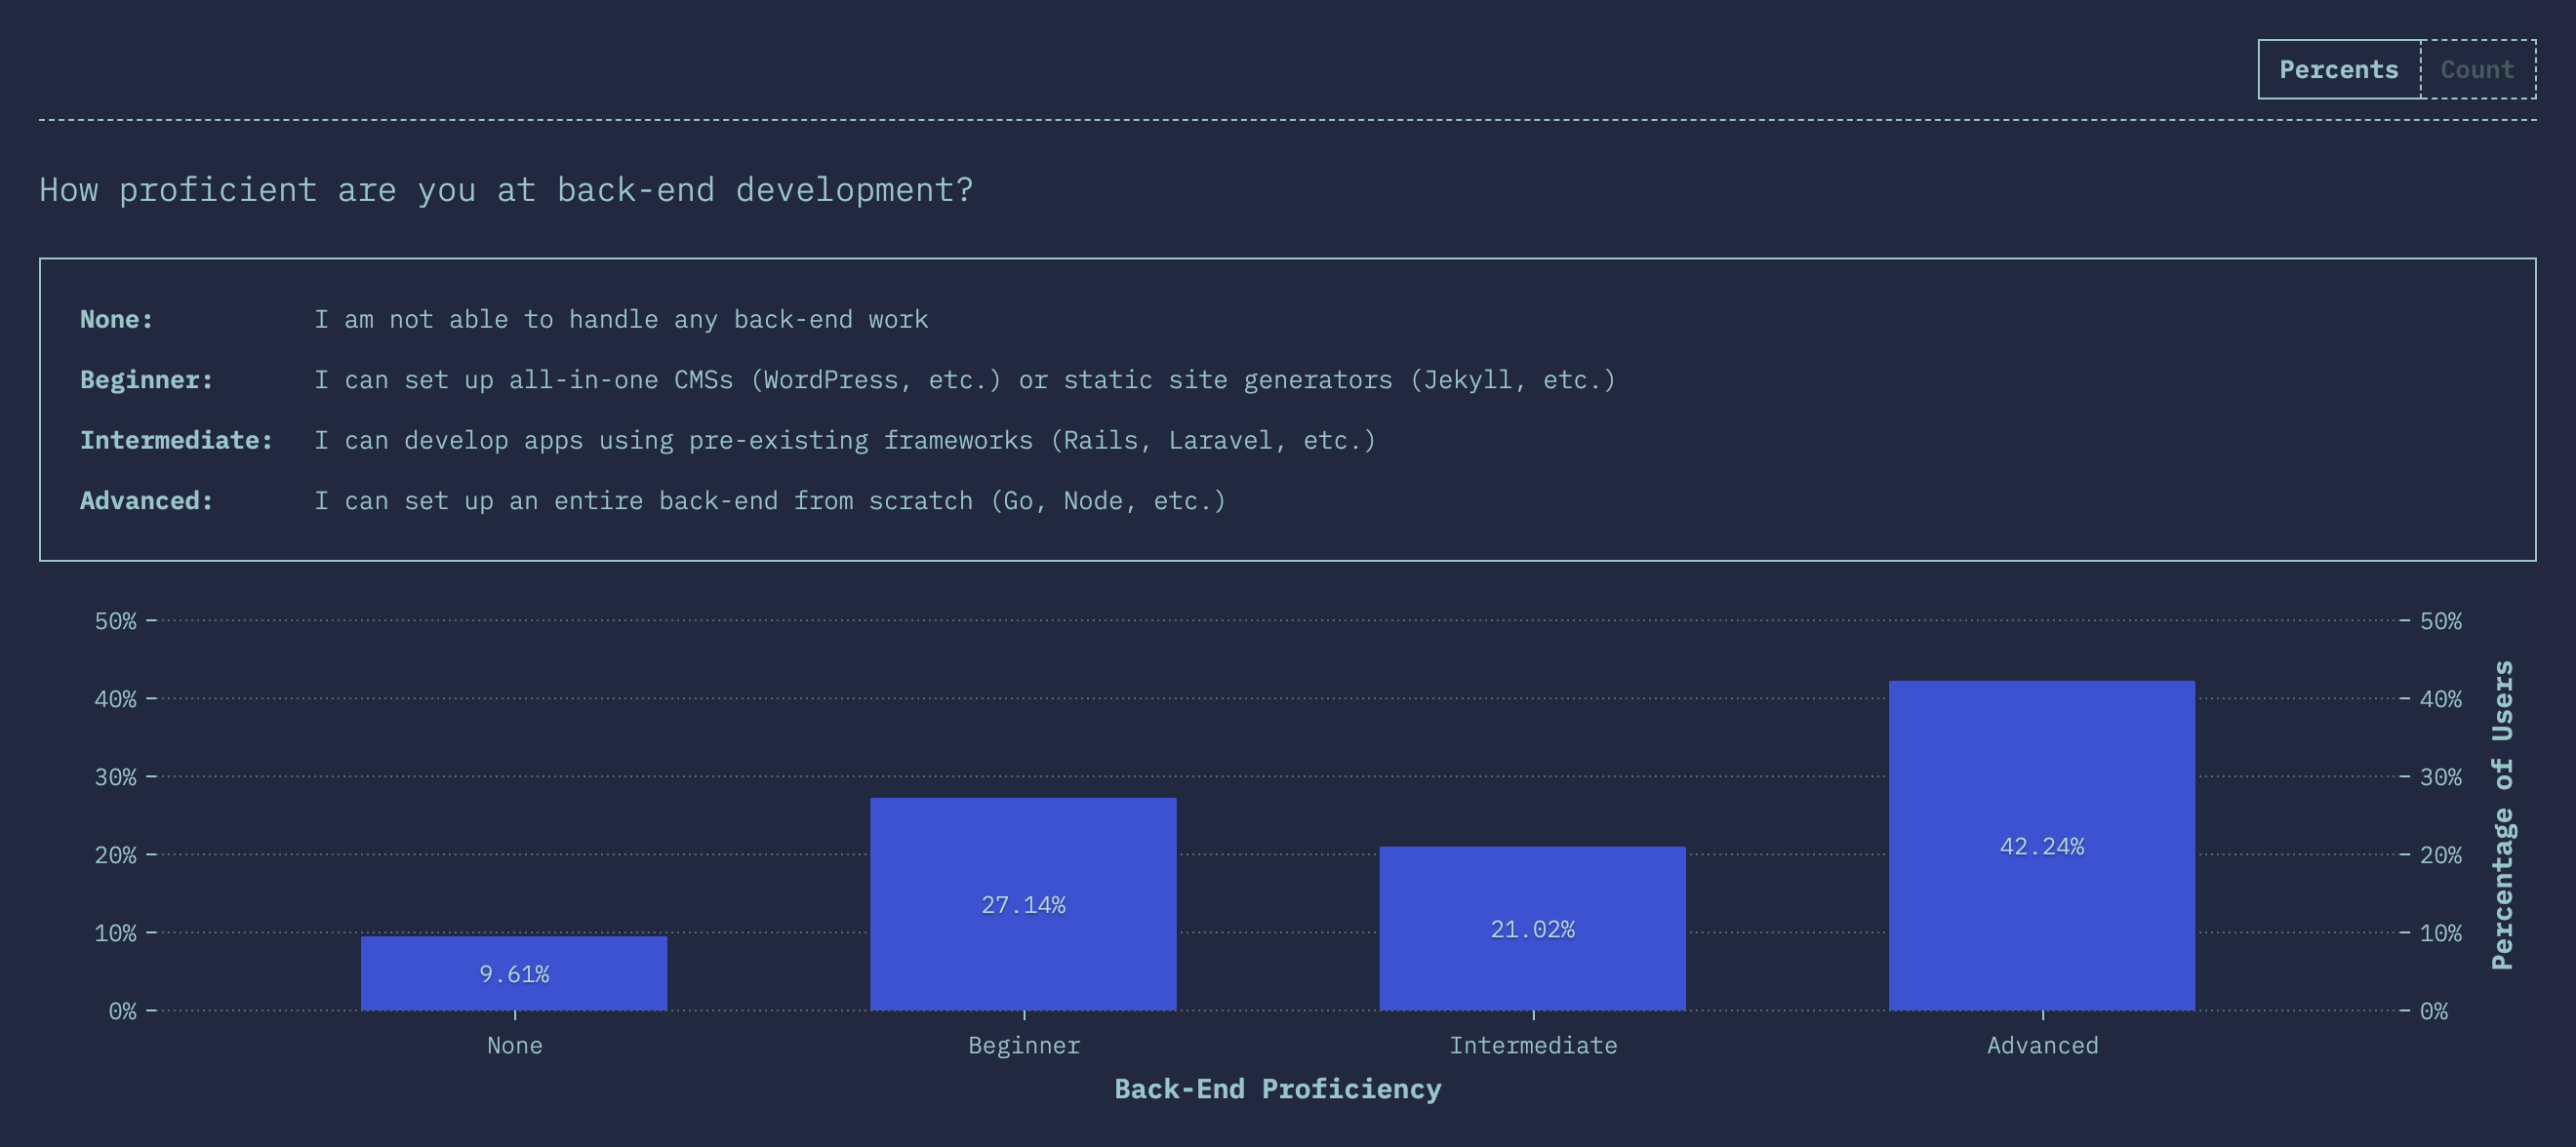 Percents Count
How proficient are you at back-end development?
None: I am not able to handle any back-end work
Beginner: I can set up all-in-one CMSs (WordPress, etc.) or static site generators (Jekyll, etc.)
Intermediate: I can develop apps using pre-existing frameworks (Rails, Laravel, etc.)
Advanced: I can set up an entire back-end from scratch (Go, Node, etc.)
50% 50%
40% 40%
30% 30%
20% 20%
10% 10%
0% 0%
9.61% 27.14% 21.02% 42.24%
Percentage of Users
None Beginner Intermediate Advanced
Back-End Proficiency